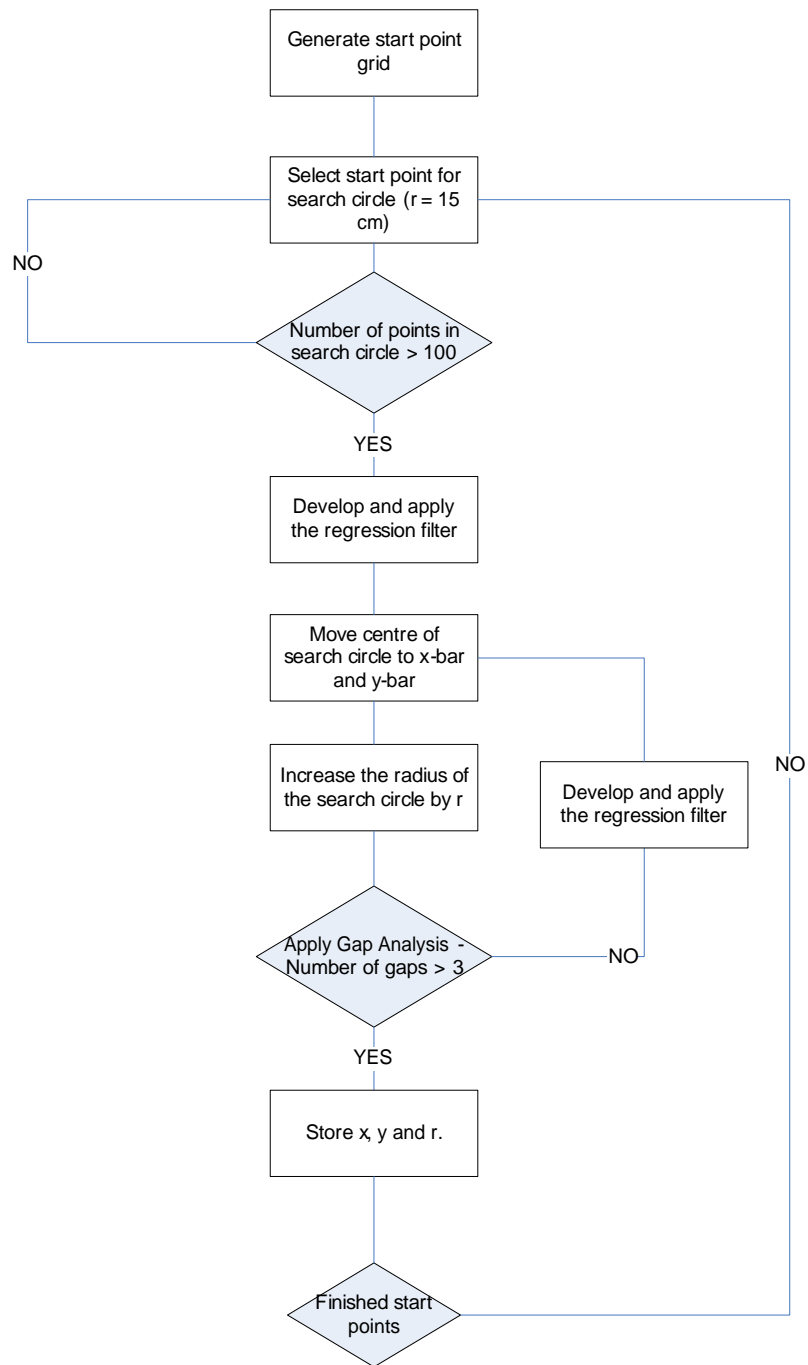 Generate start point
grid
Select start point for
search circle (r = 15
cm)
NO
Number of points in
search circle > 100
YES
Develop and apply
the regression filter
Move centre of
search circle to x-bar
and y-bar
Increase the radius of
the search circle by r
NO
Develop and apply
the regression filter
Apply Gap Analysis -
Number of gaps > 3
NO
YES
Store x, y and r.
Finished start
points